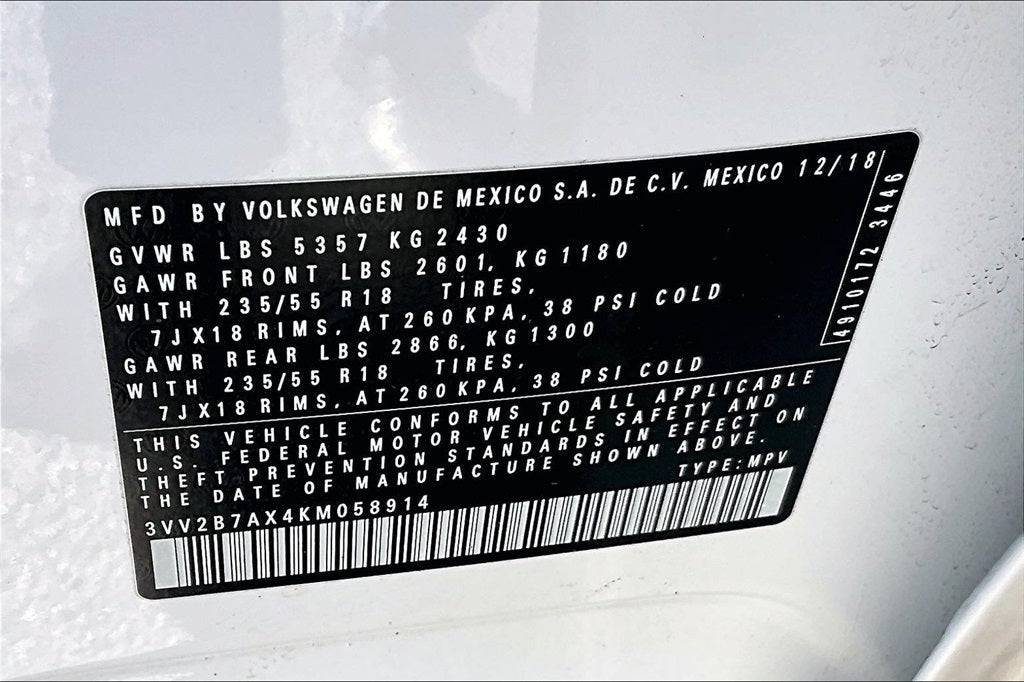 MFD BY VOLKSWAGEN DE MEXICO S.A. DE C.V. MEXICO 12/18
GVWR LBS 5357 KG 2430
GAWR FRONT LBS 2601, KG 1180
WITH 235/55 R18 TIRES,
7JX18 RIMS, AT 260 KPA, 38 PSI COLD
GAWR REAR LBS 2866, KG 1300
WITH 235/55 R18 TIRES,
7JX18 RIMS, AT 260 KPA, 38 PSI COLD
THIS VEHICLE CONFORMS TO ALL APPLICABLE
U.S. FEDERAL MOTOR VEHICLE SAFETY AND
THEFT PREVENTION STANDARDS IN EFFECT ON
THE DATE OF MANUFACTURE SHOWN ABOVE.
TYPE: MPV
3VV2B7AX4KM058914
4910172 3446